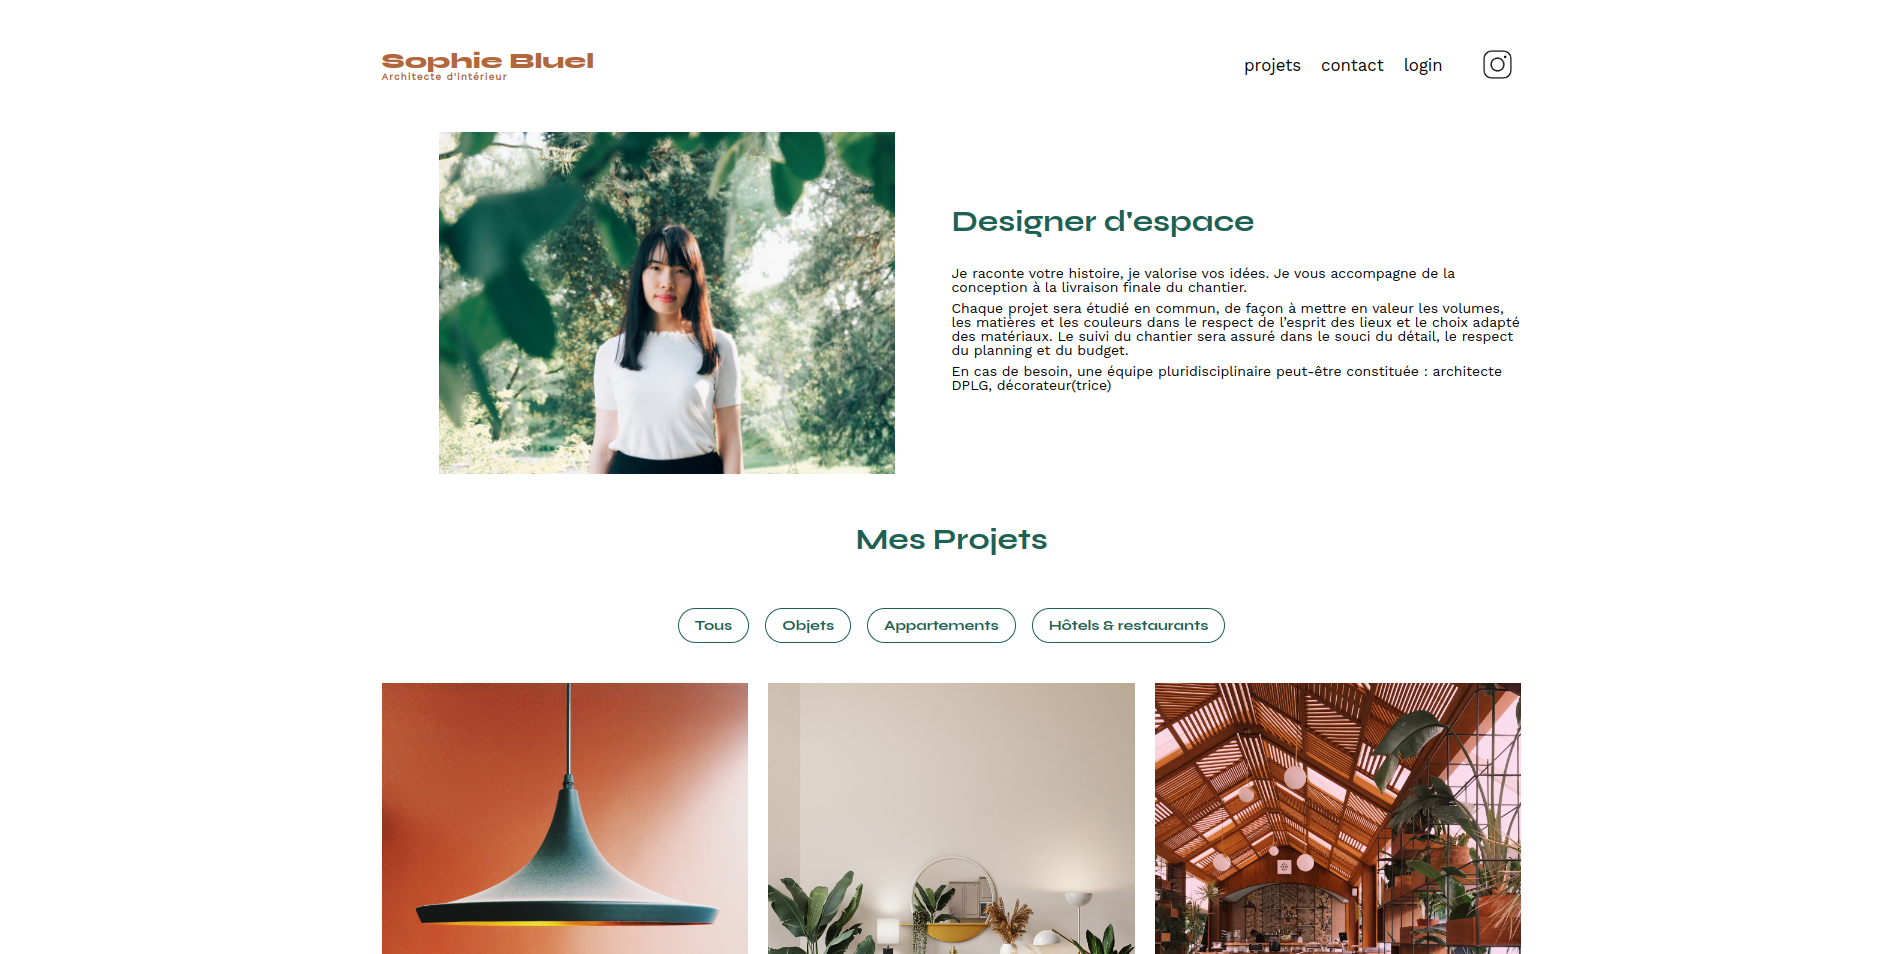 Sophie Bluel
Architecte d'intérieur
projets contact login
Designer d'espace
Je raconte votre histoire, je valorise vos idées. Je vous accompagne de la
conception à la livraison finale du chantier.
Chaque projet sera étudié en commun, de façon à mettre en valeur les volumes,
les matières et les couleurs dans le respect de l’esprit des lieux et le choix adapté
des matériaux. Le suivi du chantier sera assuré dans le souci du détail, le respect
du planning et du budget.
En cas de besoin, une équipe pluridisciplinaire peut-être constituée : architecte
DPLG, décorateur(trice)
Mes Projets
Tous Objets Appartements Hôtels & restaurants